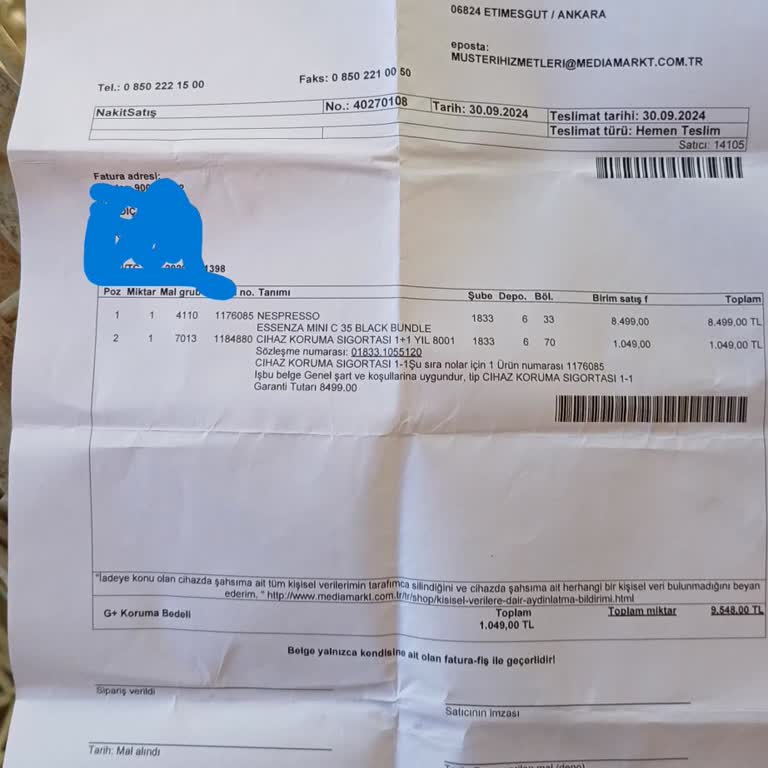 06824 ETIMESGUT / ANKARA
eposta:
MUSTERIHIZMETLERI@MEDIAMARKT.COM.TR
Tel.: 0 850 222 15 00
Faks: 0 850 221 00 50
NakitSatış No.: 40270108 Tarih: 30.09.2024 Teslimat tarihi: 30.09.2024
Teslimat türü: Hemen Teslim
Satıcı: 14105
Fatura adresi:
1398
Poz Miktar Mal grub no. Tanımı Şube Depo. Böl. Birim satış f Toplam
1 1 4110 1176085 NESPRESSO 1833 6 33 8.499,00 8.499,00 TL
ESSENZA MINI C 35 BLACK BUNDLE
2 1 7013 1184880 CIHAZ KORUMA SIGORTASI 1+1 YIL 8001 1833 6 70 1.049,00 1.049,00 TL
Sözleşme numarası: 01833.1055120
CIHAZ KORUMA SIGORTASI 1-1Şu sıra nolar için 1 Ürün numarası 1176085
Işbu belge Genel şart ve koşullarina uygundur, tip CIHAZ KORUMA SIGORTASI 1-1
Garanti Tutarı 8499.00
"İadeye konu olan cihazda şahsıma ait tüm kişisel verilerimin tarafımca silindiğini ve cihazda şahsıma ait herhangi bir kişisel veri bulunmadığını beyan
ederim. " http://www.mediamarkt.com.tr/tr/shop/kisisel-verilere-dair-aydinlatma-bildirimi.html
G+ Koruma Bedeli Toplam Toplam miktar 9.548,00 TL
1.049,00 TL
Belge yalnızca kendisine ait olan fatura-fiş ile geçerlidir!
Sipariş verildi
Satıcının imzası
Tarih: Mal alındı